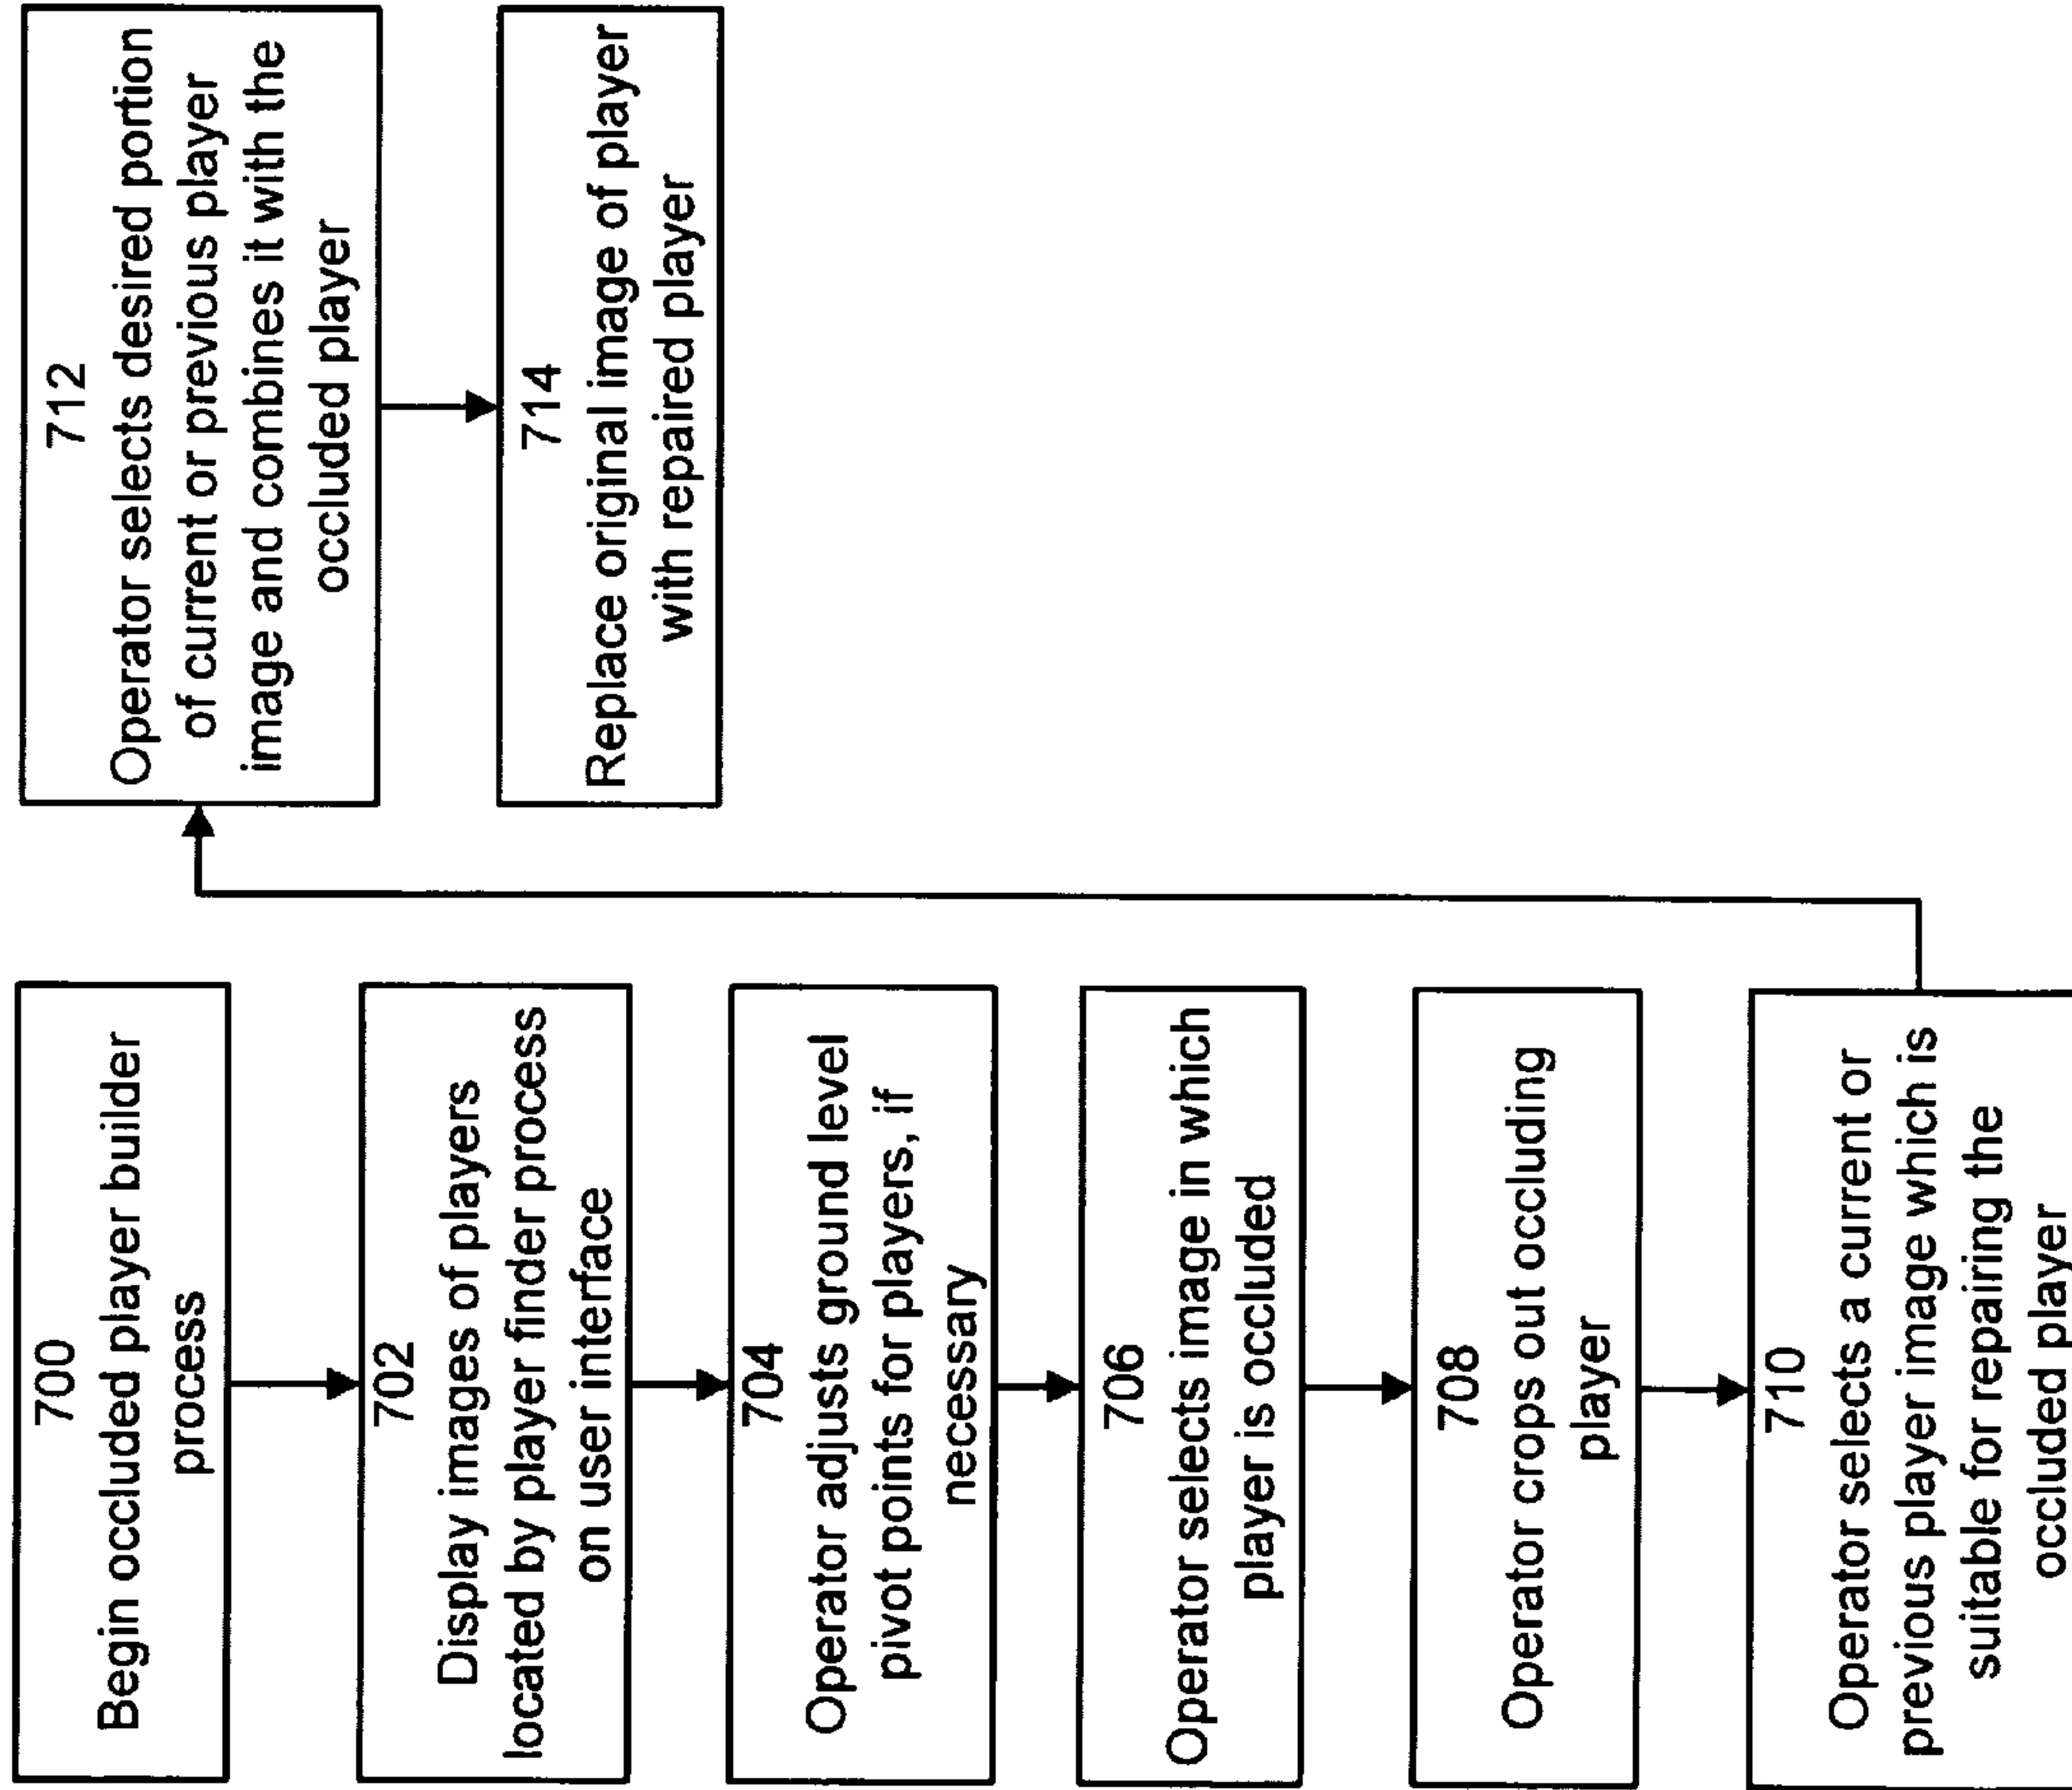 700
Begin occluded player builder
process
702
Display images of players
located by player finder process
on user interface
704
Operator adjusts ground level
pivot points for players, if
necessary
706
Operator selects image in which
player is occluded
708
Operator crops out occluding
player
710
Operator selects a current or
previous player image which is
suitable for repairing the
occluded player
712
Operator selects desired portion
of current or previous player
image and combines it with the
occluded player
714
Replace original image of player
with repaired player